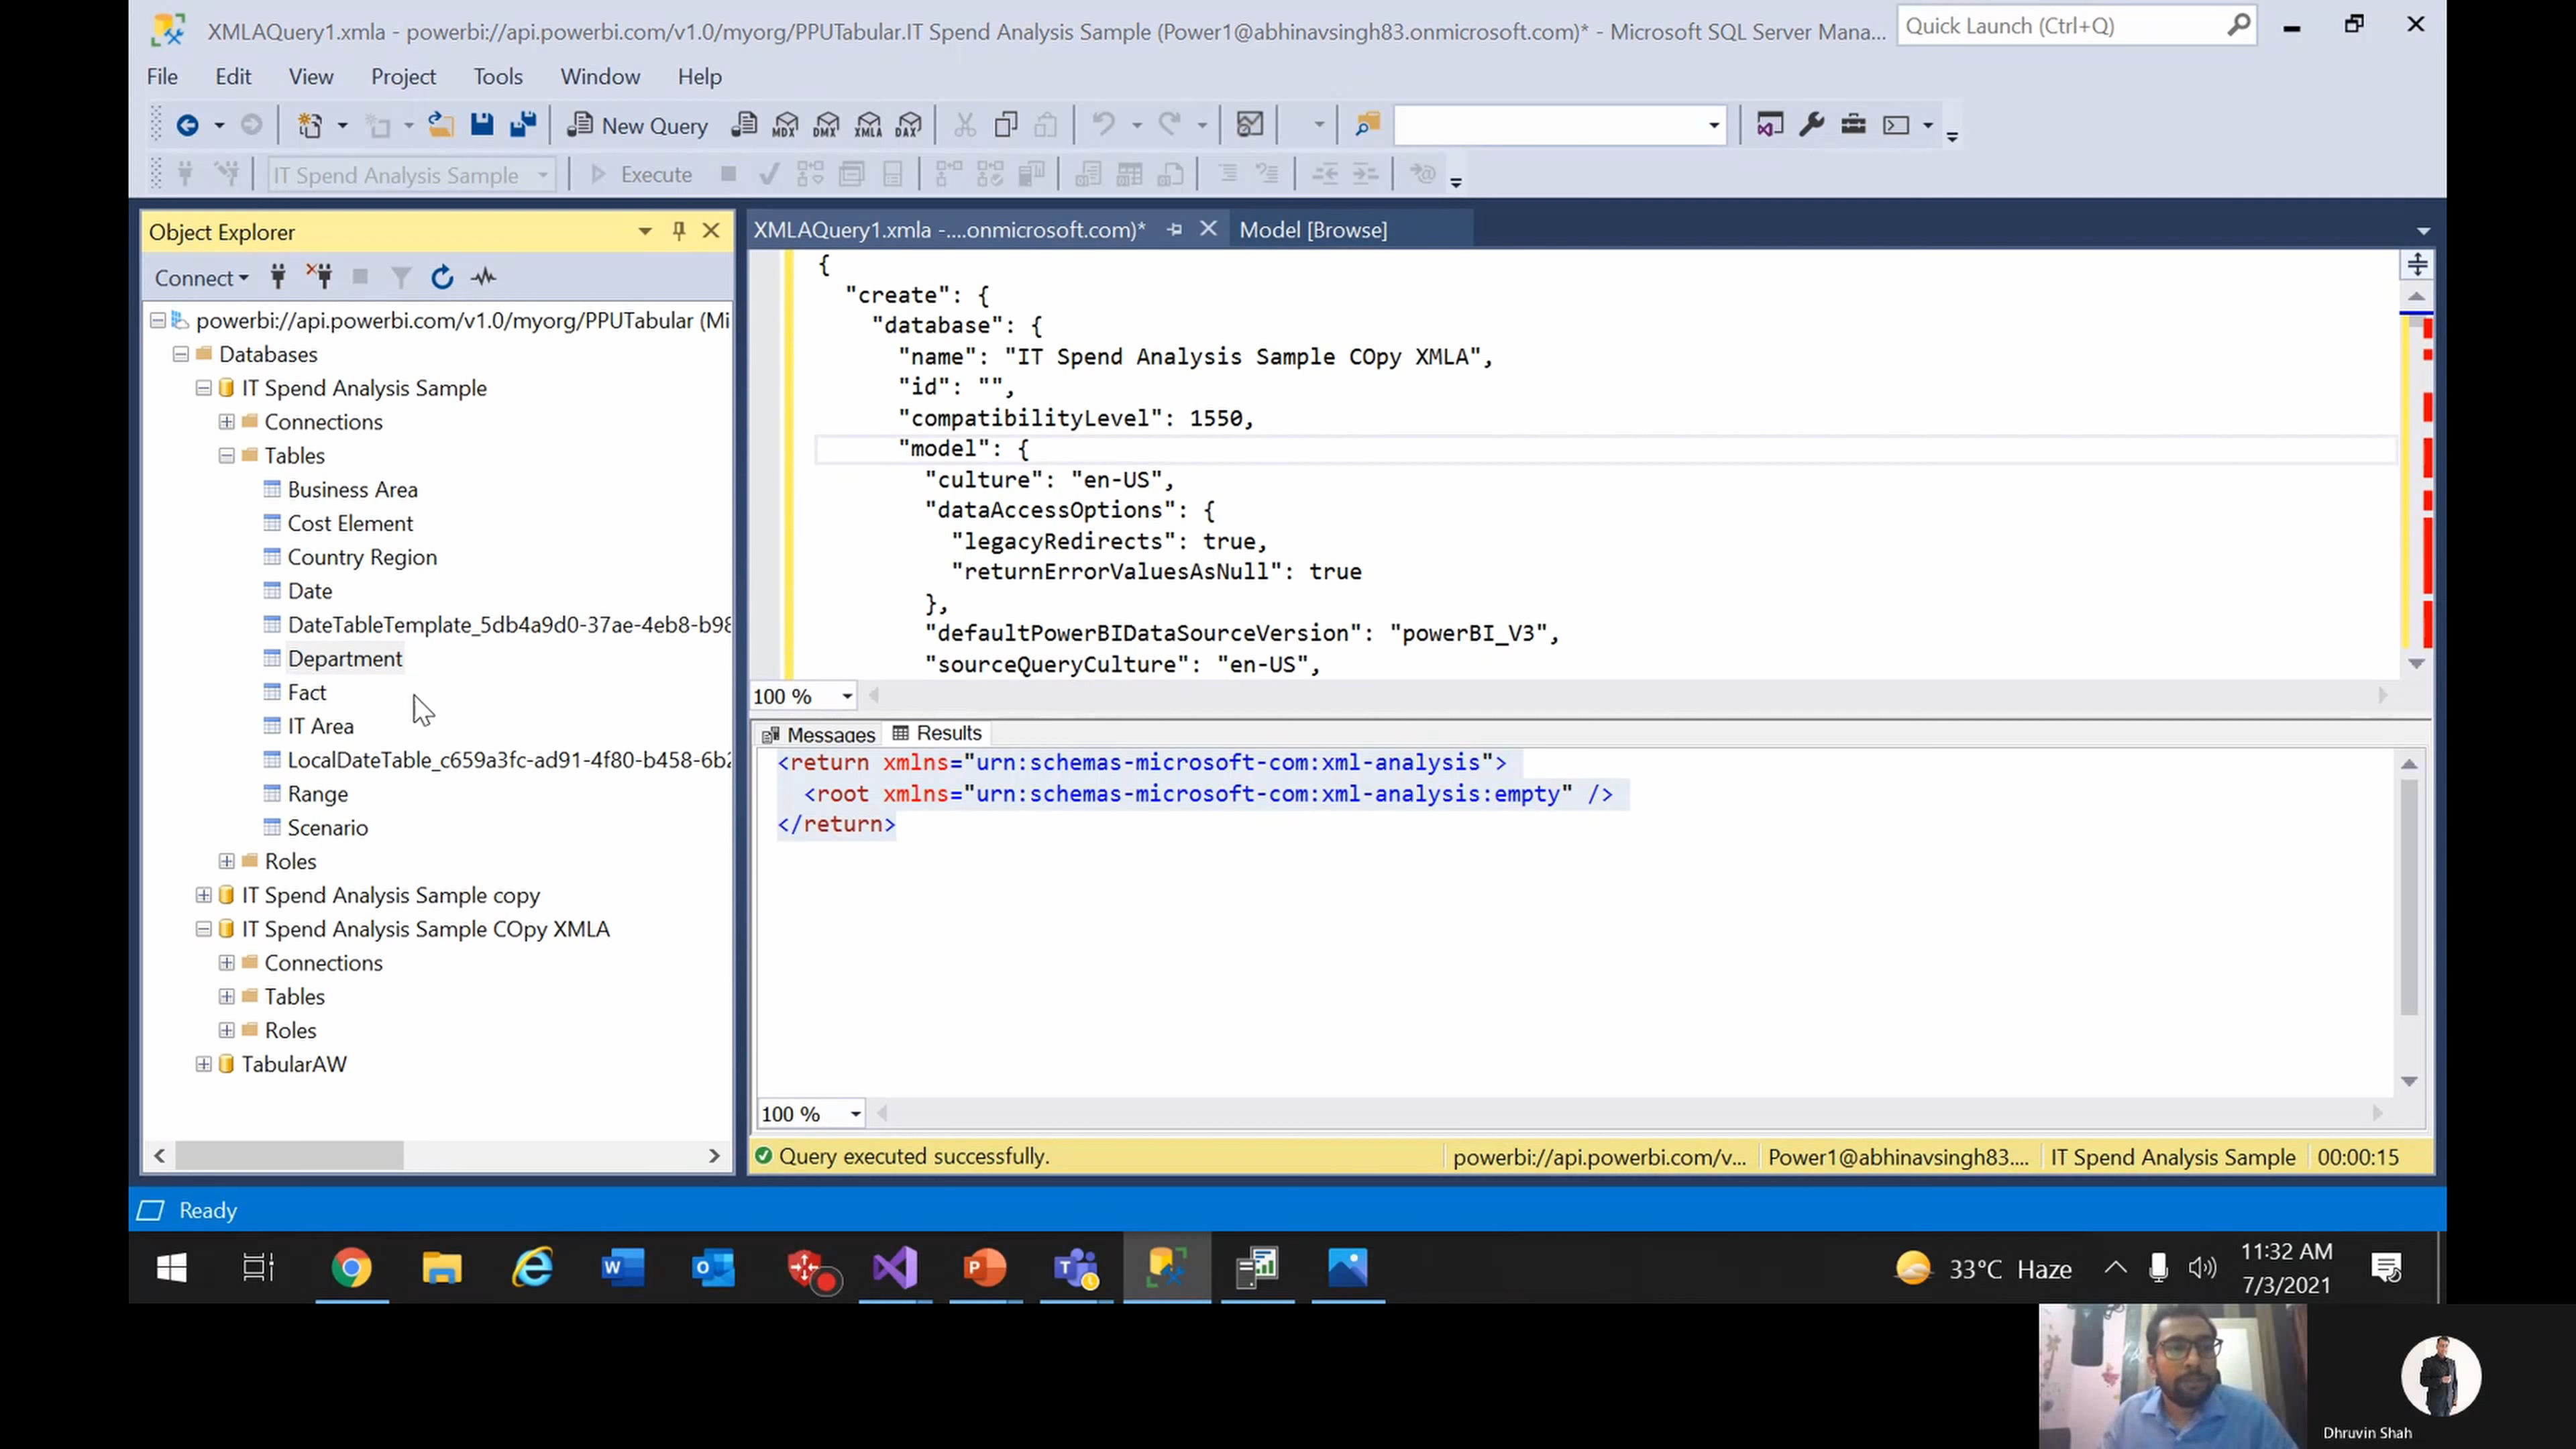 XMLAQuery1.xmla - powerbi://api.powerbi.com/v1.0/myorg/PPUTabular.IT Spend Analysis Sample (Power1@abhinavsingh83.onmicrosoft.com)* - Microsoft SQL Server Mana...
Quick Launch (Ctrl+Q)
File Edit View Project Tools Window Help
New Query MDX DMX XMLA DAX
IT Spend Analysis Sample Execute
Object Explorer
Connect
powerbi://api.powerbi.com/v1.0/myorg/PPUTabular (Mi
Databases
IT Spend Analysis Sample
Connections
Tables
Business Area
Cost Element
Country Region
Date
DateTableTemplate_5db4a9d0-37ae-4eb8-b98
Department
Fact
IT Area
LocalDateTable_c659a3fc-ad91-4f80-b458-6b2
Range
Scenario
Roles
IT Spend Analysis Sample copy
IT Spend Analysis Sample COpy XMLA
Connections
Tables
Roles
TabularAW
XMLAQuery1.xmla -....onmicrosoft.com)* Model [Browse]
{
"create": {
"database": {
"name": "IT Spend Analysis Sample COpy XMLA",
"id": "",
"compatibilityLevel": 1550,
"model": {
"culture": "en-US",
"dataAccessOptions": {
"legacyRedirects": true,
"returnErrorValuesAsNull": true
},
"defaultPowerBIDataSourceVersion": "powerBI_V3",
"sourceQueryCulture": "en-US",
100 %
Messages Results
<return xmlns="urn:schemas-microsoft-com:xml-analysis">
<root xmlns="urn:schemas-microsoft-com:xml-analysis:empty" />
</return>
100 %
Query executed successfully. powerbi://api.powerbi.com/v... Power1@abhinavsingh83.... IT Spend Analysis Sample 00:00:15
Ready
33°C Haze
11:32 AM
7/3/2021
Dhruvin Shah